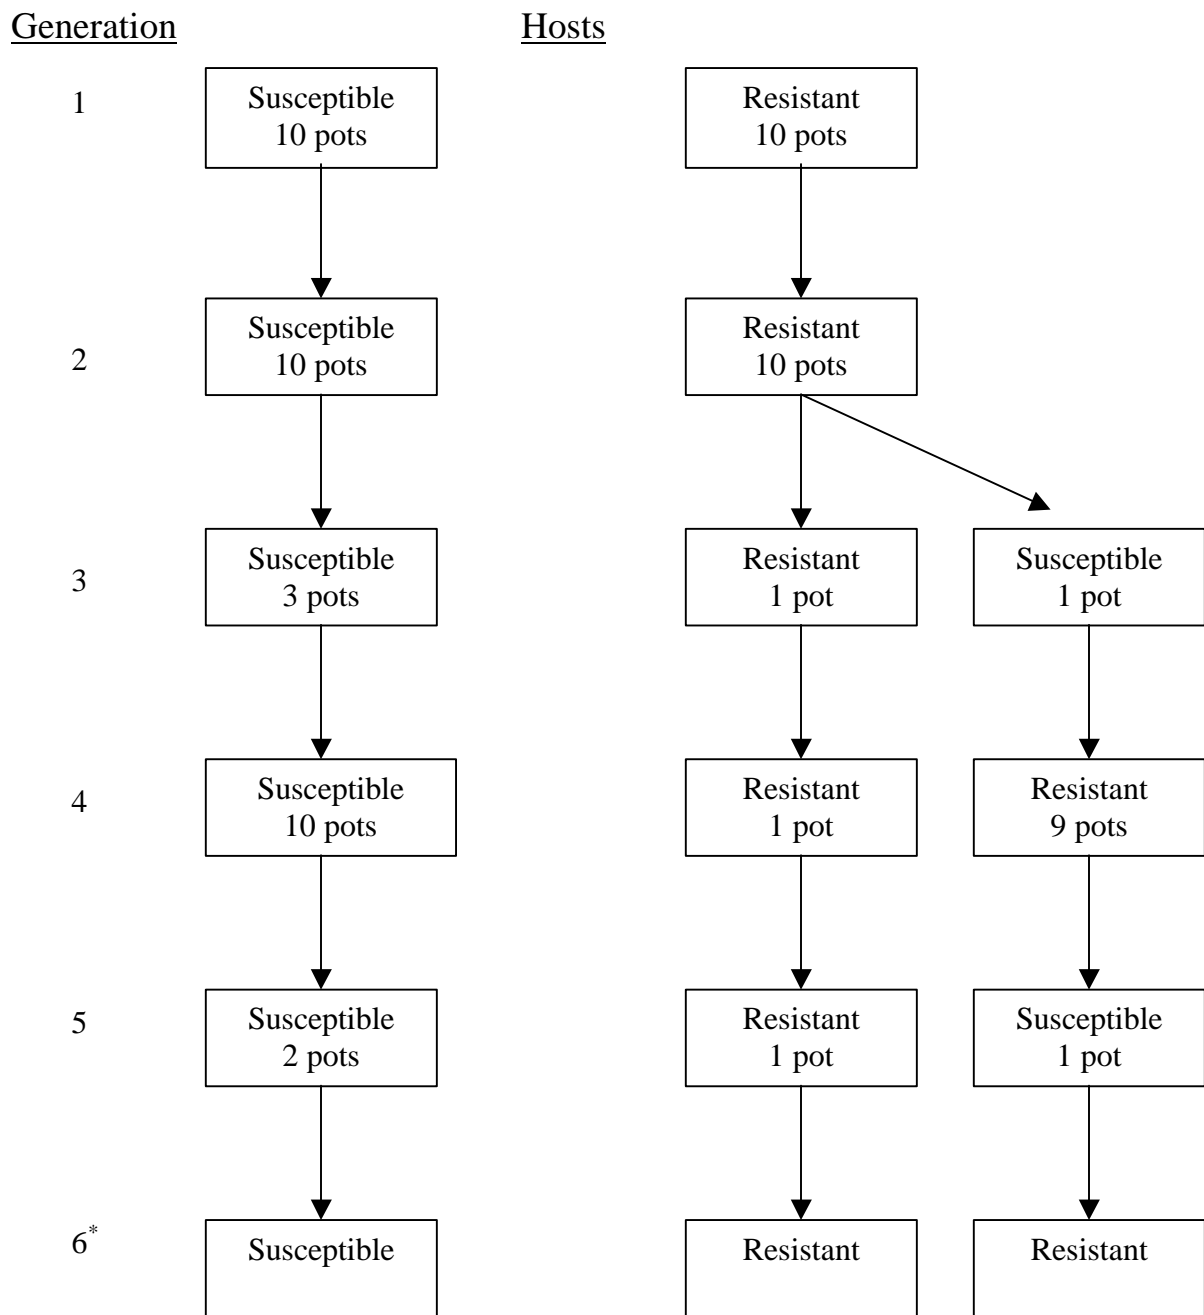 Generation Hosts
1
Susceptible
10 pots
Resistant
10 pots
2
Susceptible
10 pots
Resistant
10 pots
3
Susceptible
3 pots
Resistant
1 pot
Susceptible
1 pot
4
Susceptible
10 pots
Resistant
1 pot
Resistant
9 pots
5
Susceptible
2 pots
Resistant
1 pot
Susceptible
1 pot
6*
Susceptible
Resistant
Resistant